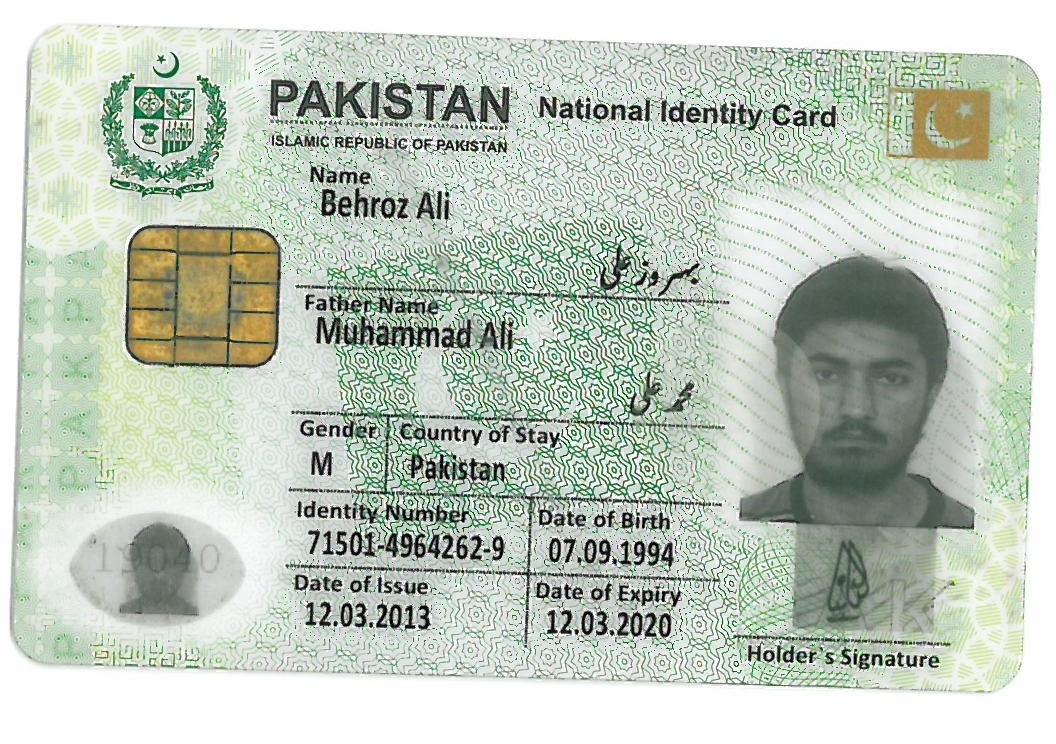 PAKISTAN National Identity Card
ISLAMIC REPUBLIC OF PAKISTAN
Name
Behroz Ali
بہروز علی
Father Name
Muhammad Ali
محمد علی
Gender Country of Stay
M Pakistan
Identity Number Date of Birth
71501-4964262-9 07.09.1994
19040
Date of Issue Date of Expiry
12.03.2013 12.03.2020
Holder`s Signature